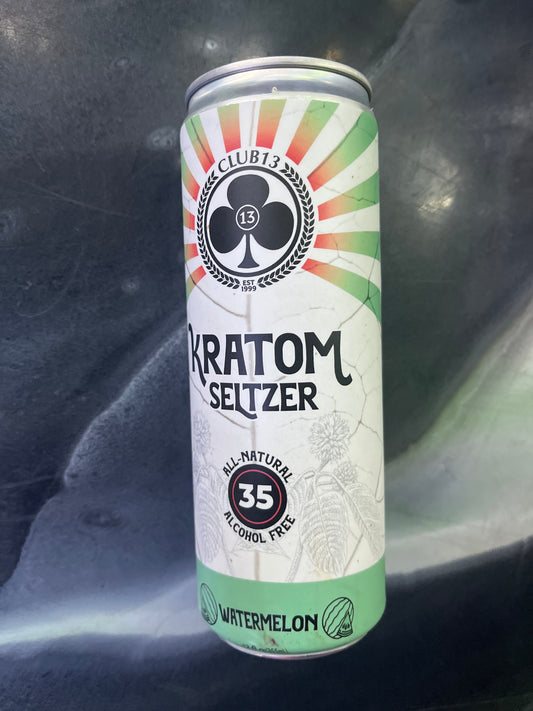 CLUB13
13
EST
1999
KRATOM
SELTZER
ALL-NATURAL
35
ALCOHOL FREE
WATERMELON